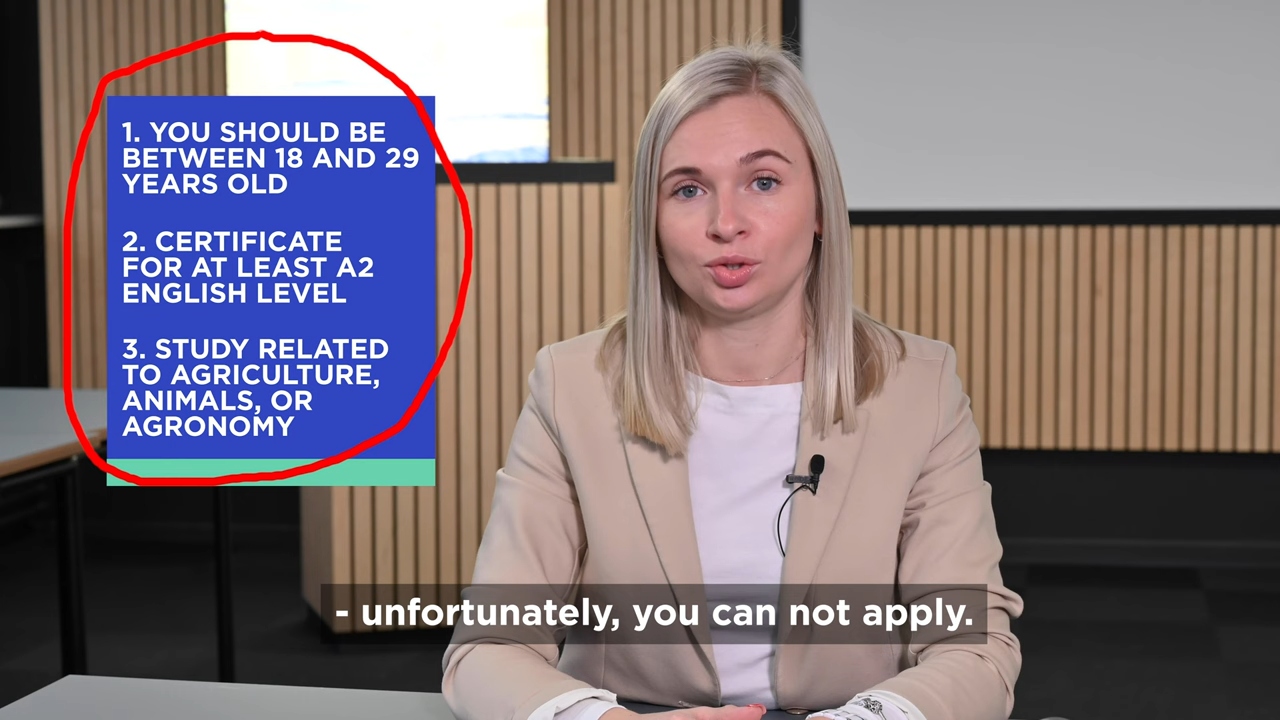 1. YOU SHOULD BE
BETWEEN 18 AND 29
YEARS OLD
2. CERTIFICATE
FOR AT LEAST A2
ENGLISH LEVEL
3. STUDY RELATED
TO AGRICULTURE,
ANIMALS, OR
AGRONOMY
- unfortunately, you can not apply.